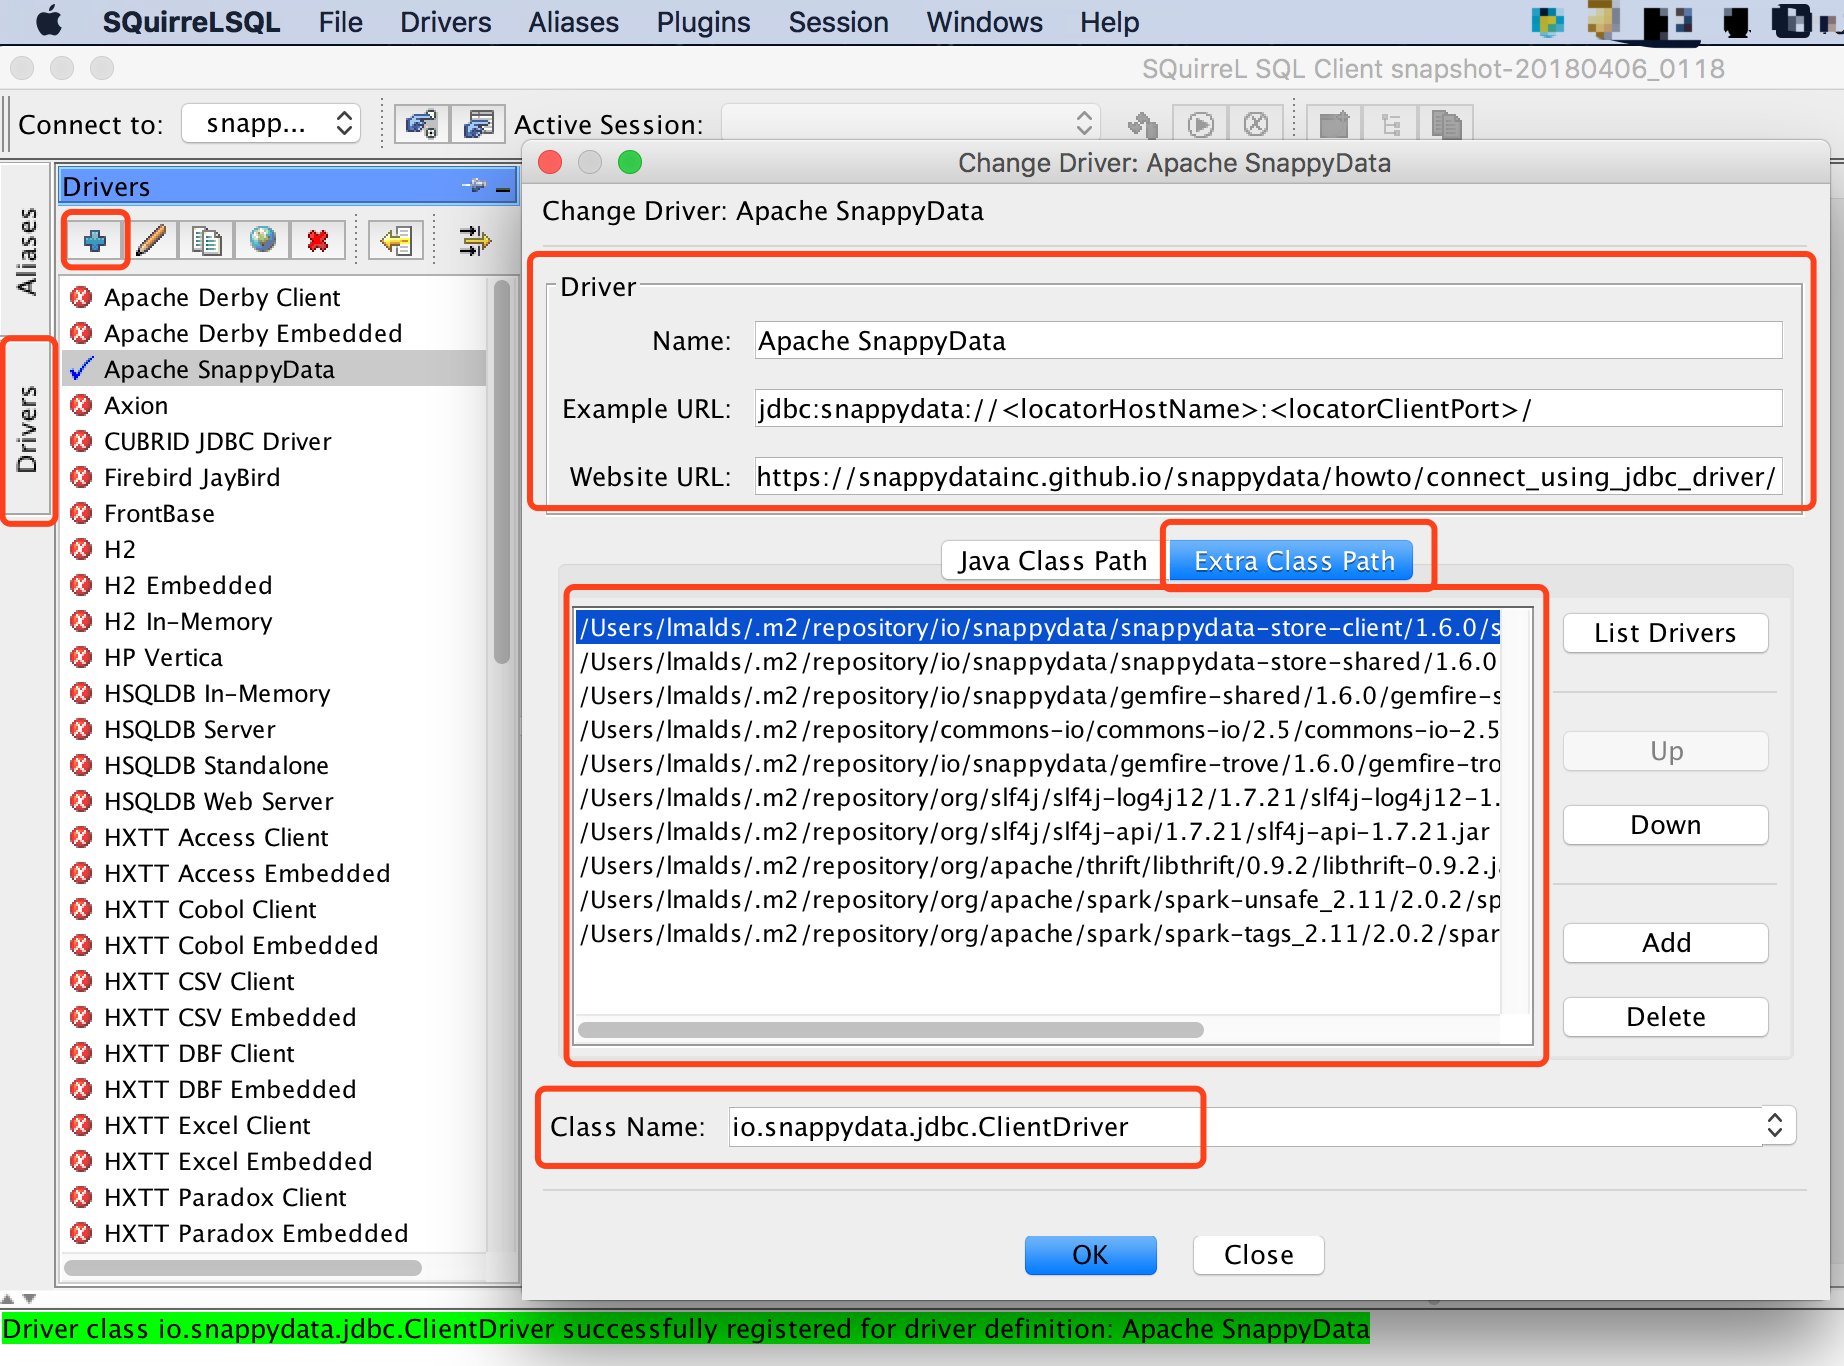 SQuirreLSQL File Drivers Aliases Plugins Session Windows Help
SQuirreL SQL Client snapshot-20180406_0118
Connect to: snapp... Active Session:
Aliases
Drivers
Drivers
Apache Derby Client
Apache Derby Embedded
Apache SnappyData
Axion
CUBRID JDBC Driver
Firebird JayBird
FrontBase
H2
H2 Embedded
H2 In-Memory
HP Vertica
HSQLDB In-Memory
HSQLDB Server
HSQLDB Standalone
HSQLDB Web Server
HXTT Access Client
HXTT Access Embedded
HXTT Cobol Client
HXTT Cobol Embedded
HXTT CSV Client
HXTT CSV Embedded
HXTT DBF Client
HXTT DBF Embedded
HXTT Excel Client
HXTT Excel Embedded
HXTT Paradox Client
HXTT Paradox Embedded
Change Driver: Apache SnappyData
Change Driver: Apache SnappyData
Driver
Name: Apache SnappyData
Example URL: jdbc:snappydata://<locatorHostName>:<locatorClientPort>/
Website URL: https://snappydatainc.github.io/snappydata/howto/connect_using_jdbc_driver/
Java Class Path Extra Class Path
/Users/lmalds/.m2/repository/io/snappydata/snappydata-store-client/1.6.0/s
/Users/lmalds/.m2/repository/io/snappydata/snappydata-store-shared/1.6.0
/Users/lmalds/.m2/repository/io/snappydata/gemfire-shared/1.6.0/gemfire-s
/Users/lmalds/.m2/repository/commons-io/commons-io/2.5/commons-io-2.5
/Users/lmalds/.m2/repository/io/snappydata/gemfire-trove/1.6.0/gemfire-tro
/Users/lmalds/.m2/repository/org/slf4j/slf4j-log4j12/1.7.21/slf4j-log4j12-1.
/Users/lmalds/.m2/repository/org/slf4j/slf4j-api/1.7.21/slf4j-api-1.7.21.jar
/Users/lmalds/.m2/repository/org/apache/thrift/libthrift/0.9.2/libthrift-0.9.2.j
/Users/lmalds/.m2/repository/org/apache/spark/spark-unsafe_2.11/2.0.2/sp
/Users/lmalds/.m2/repository/org/apache/spark/spark-tags_2.11/2.0.2/spar
List Drivers
Up
Down
Add
Delete
Class Name: io.snappydata.jdbc.ClientDriver
OK Close
Driver class io.snappydata.jdbc.ClientDriver successfully registered for driver definition: Apache SnappyData